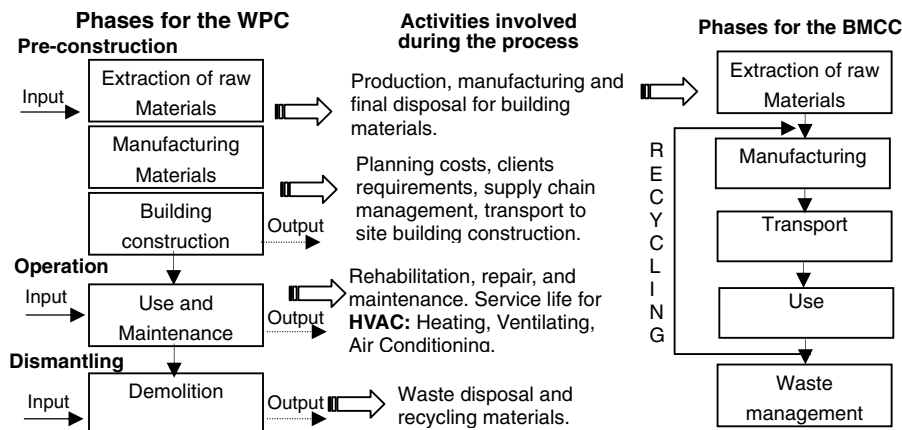 Phases for the WPC
Pre-construction
Input
Extraction of raw
Materials
Manufacturing
Materials
Building
construction
Output
Operation
Input
Use and
Maintenance
Output
Dismantling
Input
Demolition
Output
Activities involved
during the process
Production, manufacturing and
final disposal for building
materials.
Planning costs, clients
requirements, supply chain
management, transport to
site building construction.
Rehabilitation, repair, and
maintenance. Service life for
HVAC: Heating, Ventilating,
Air Conditioning.
Waste disposal and
recycling materials.
Phases for the BMCC
Extraction of raw
Materials
Manufacturing
Transport
Use
Waste
management
RECYCLING